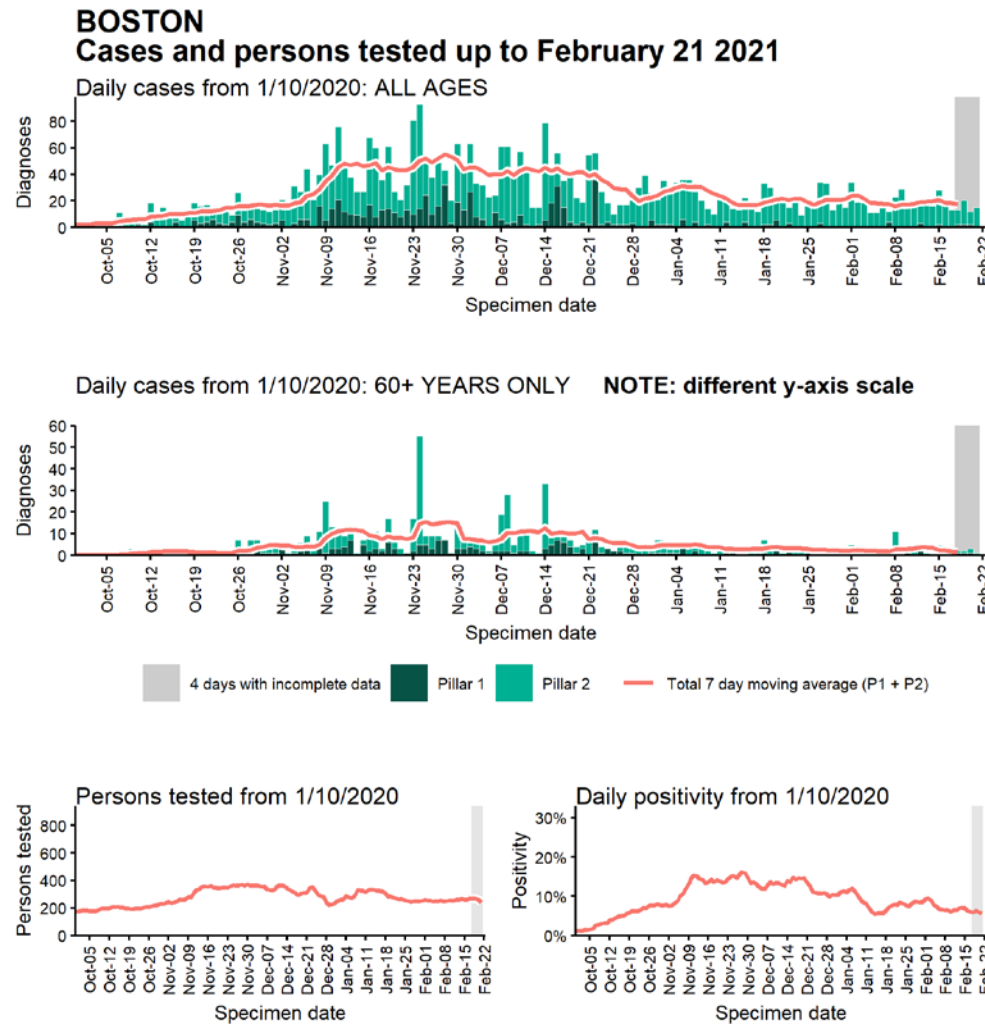 BOSTON
Cases and persons tested up to February 21 2021
Daily cases from 1/10/2020: ALL AGES
Diagnoses
80
60
40
20
0
Oct-05 Oct-12 Oct-19 Oct-26 Nov-02 Nov-09 Nov-16 Nov-23 Nov-30 Dec-07 Dec-14 Dec-21 Dec-28 Jan-04 Jan-11 Jan-18 Jan-25 Feb-01 Feb-08 Feb-15 Feb-22
Specimen date
Daily cases from 1/10/2020: 60+ YEARS ONLY NOTE: different y-axis scale
Diagnoses
60
50
40
30
20
10
0
Oct-05 Oct-12 Oct-19 Oct-26 Nov-02 Nov-09 Nov-16 Nov-23 Nov-30 Dec-07 Dec-14 Dec-21 Dec-28 Jan-04 Jan-11 Jan-18 Jan-25 Feb-01 Feb-08 Feb-15 Feb-22
Specimen date
4 days with incomplete data Pillar 1 Pillar 2 Total 7 day moving average (P1 + P2)
Persons tested from 1/10/2020
Persons tested
800
600
400
200
0
Oct-05 Oct-12 Oct-19 Oct-26 Nov-02 Nov-09 Nov-16 Nov-23 Nov-30 Dec-07 Dec-14 Dec-21 Dec-28 Jan-04 Jan-11 Jan-18 Jan-25 Feb-01 Feb-08 Feb-15 Feb-22
Specimen date
Daily positivity from 1/10/2020
Positivity
30%
20%
10%
0%
Oct-05 Oct-12 Oct-19 Oct-26 Nov-02 Nov-09 Nov-16 Nov-23 Nov-30 Dec-07 Dec-14 Dec-21 Dec-28 Jan-04 Jan-11 Jan-18 Jan-25 Feb-01 Feb-08 Feb-15 Feb-22
Specimen date